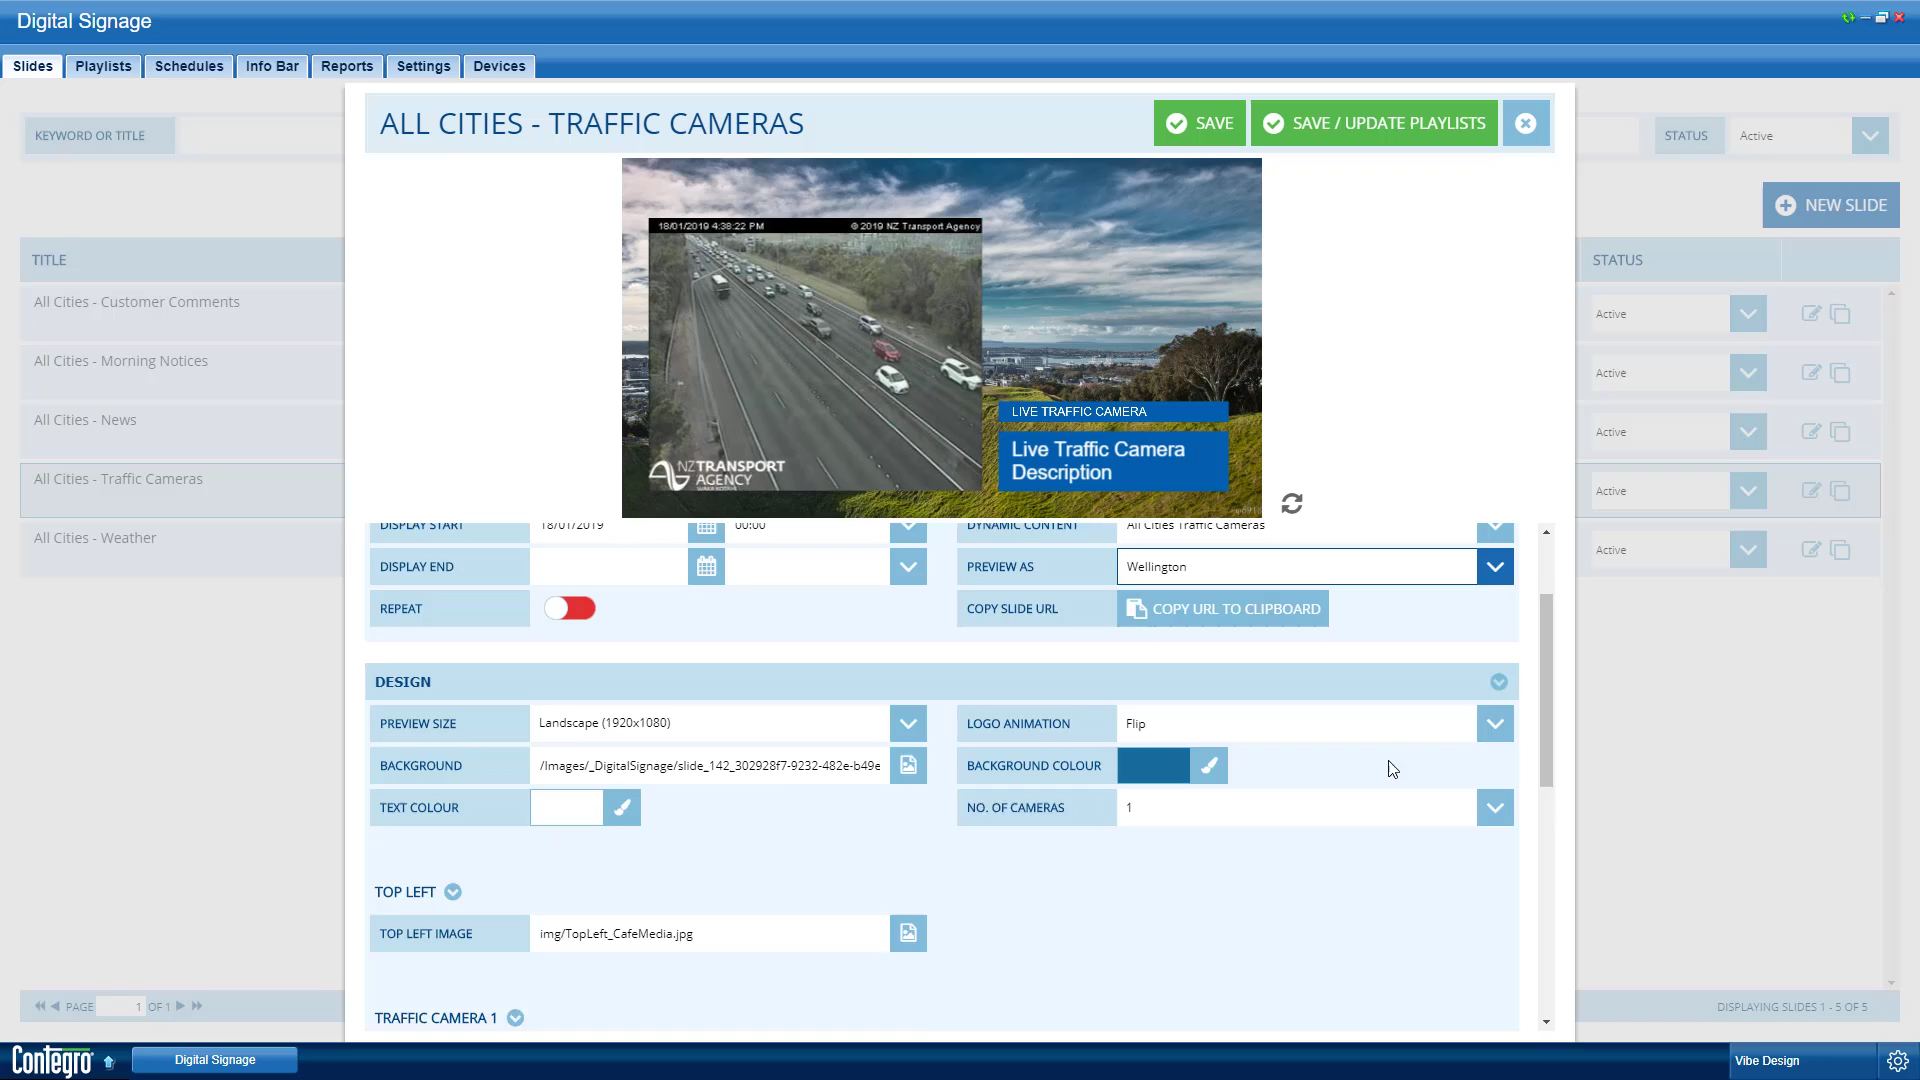 Digital Signage
Slides Playlists Schedules Info Bar Reports Settings Devices
KEYWORD OR TITLE
STATUS Active
ALL CITIES - TRAFFIC CAMERAS
SAVE SAVE / UPDATE PLAYLISTS
NEW SLIDE
18/01/2019 4:38:22 PM © 2019 NZ Transport Agency
NZTRANSPORT
AGENCY
WAKA KOTAHI
LIVE TRAFFIC CAMERA
Live Traffic Camera
Description
TITLE
STATUS
All Cities - Customer Comments
Active
All Cities - Morning Notices
Active
All Cities - News
Active
All Cities - Traffic Cameras
Active
All Cities - Weather
Active
DISPLAY START 18/01/2019 00:00
DYNAMIC CONTENT All Cities Traffic Cameras
DISPLAY END
PREVIEW AS Wellington
REPEAT
COPY SLIDE URL COPY URL TO CLIPBOARD
DESIGN
PREVIEW SIZE Landscape (1920x1080)
LOGO ANIMATION Flip
BACKGROUND /Images/_DigitalSignage/slide_142_302928f7-9232-482e-b49e
BACKGROUND COLOUR
TEXT COLOUR
NO. OF CAMERAS 1
TOP LEFT
TOP LEFT IMAGE img/TopLeft_CafeMedia.jpg
TRAFFIC CAMERA 1
PAGE 1 OF 1
DISPLAYING SLIDES 1 - 5 OF 5
Contegro Digital Signage
Vibe Design